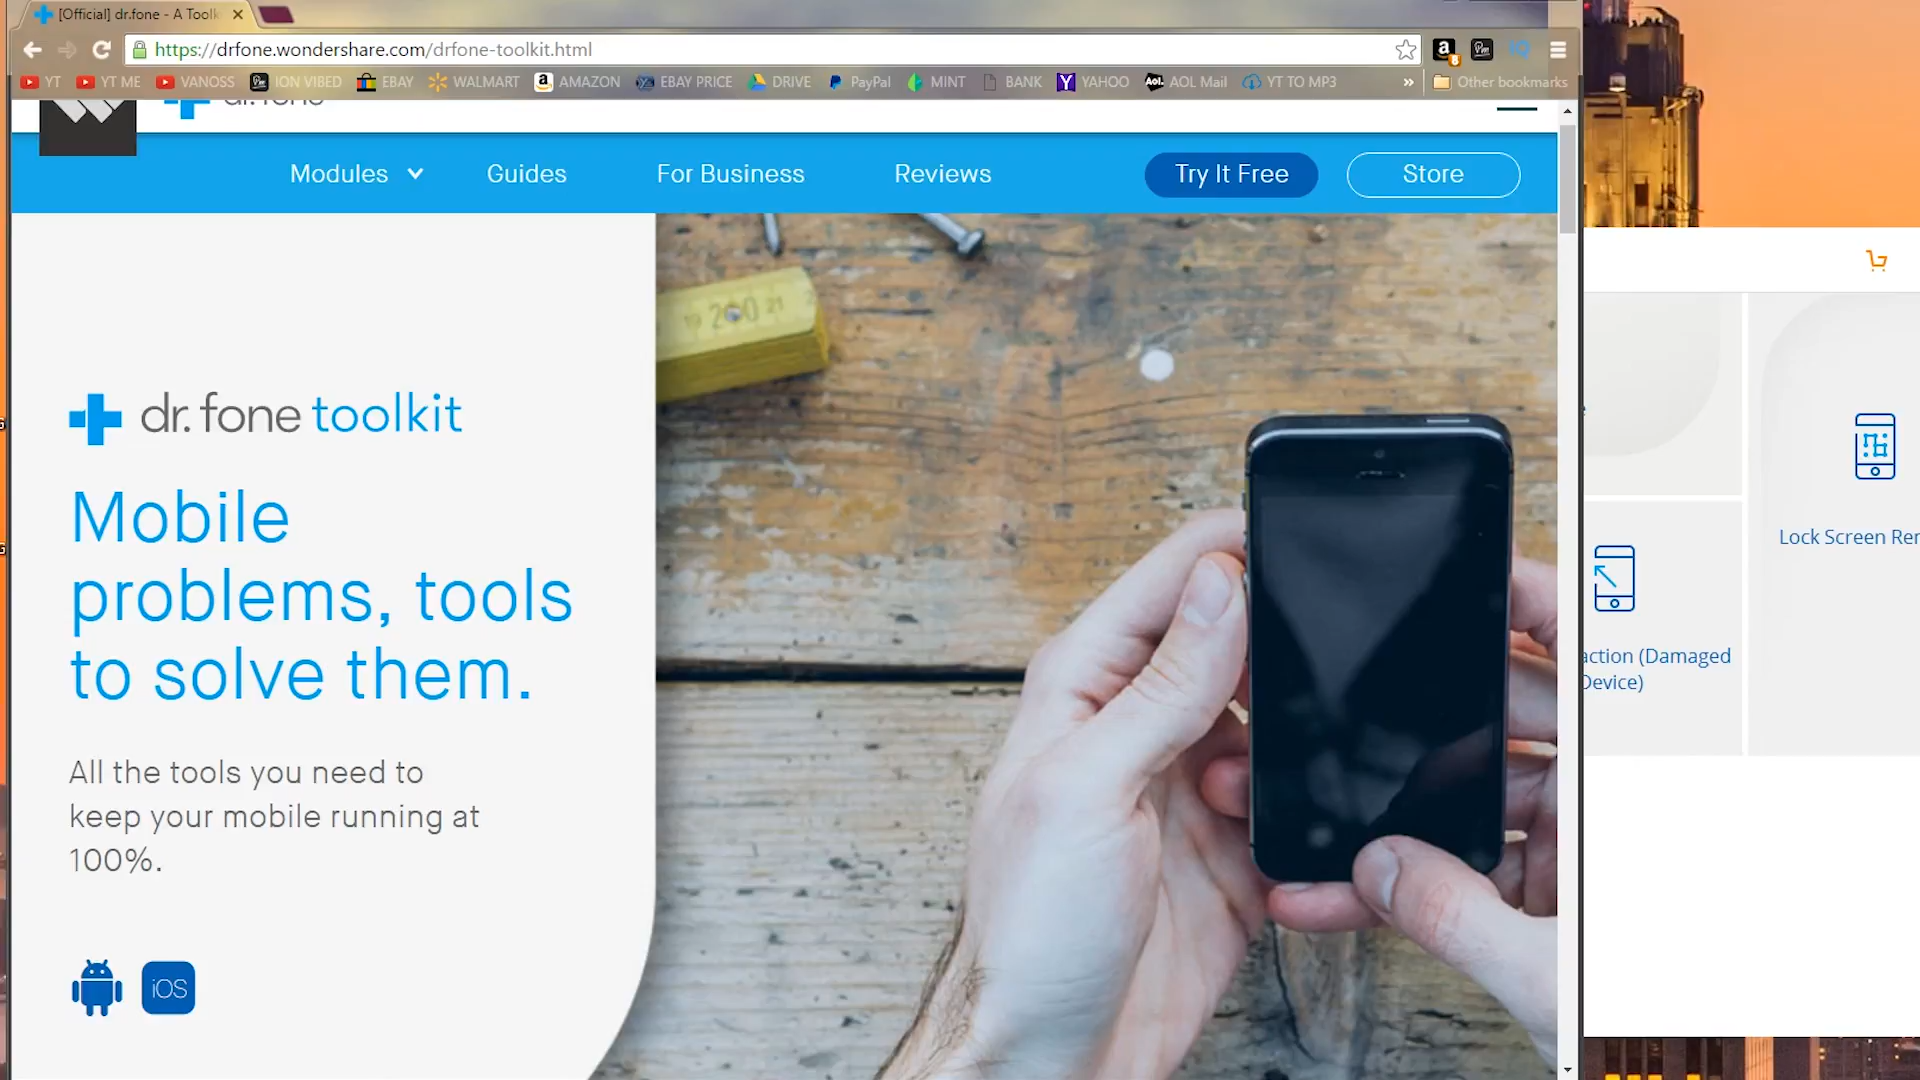 [Official] dr.fone - A Toolk
https://drfone.wondershare.com/drfone-toolkit.html
YT YT ME VANOSS ION VIBED EBAY WALMART AMAZON EBAY PRICE DRIVE PayPal MINT BANK YAHOO AOL Mail YT TO MP3 » Other bookmarks
Modules Guides For Business Reviews Try It Free Store
dr.fone toolkit
Mobile
problems, tools
to solve them.
All the tools you need to
keep your mobile running at
100%.
iOS
Lock Screen Rem
action (Damaged
Device)